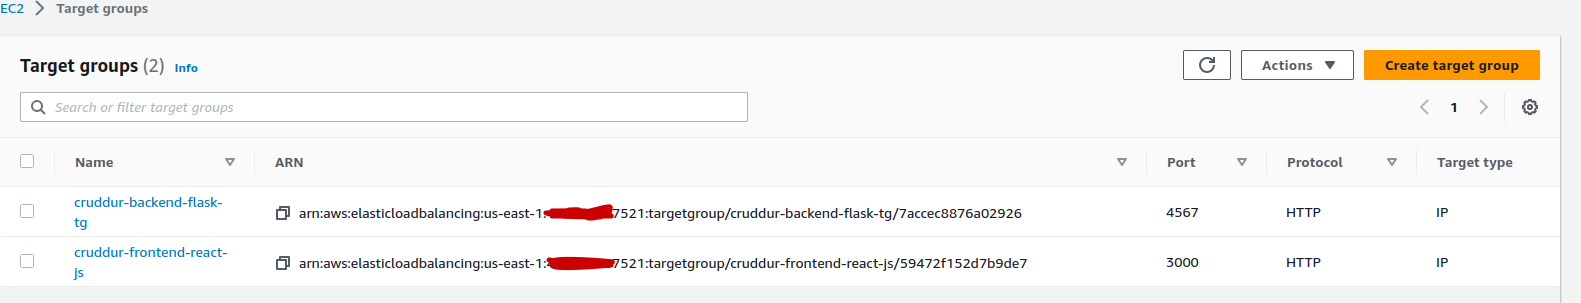 EC2 > Target groups
Target groups (2) Info
Actions
Create target group
Search or filter target groups
1
Name ARN Port Protocol Target type
cruddur-backend-flask-
tg
arn:aws:elasticloadbalancing:us-east-1: 7521:targetgroup/cruddur-backend-flask-tg/7accec8876a02926 4567 HTTP IP
cruddur-frontend-react-
js
arn:aws:elasticloadbalancing:us-east-1: 7521:targetgroup/cruddur-frontend-react-js/59472f152d7b9de7 3000 HTTP IP